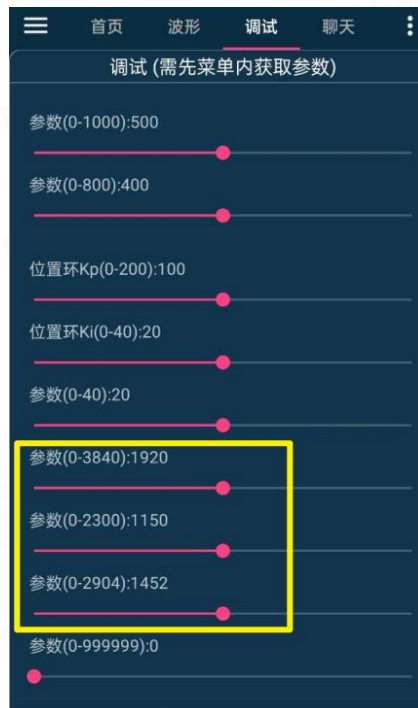 首页 波形 调试 聊天
调试 (需先菜单内获取参数)
参数(0-1000):500
参数(0-800):400
位置环Kp(0-200):100
位置环Ki(0-40):20
参数(0-40):20
参数(0-3840):1920
参数(0-2300):1150
参数(0-2904):1452
参数(0-999999):0